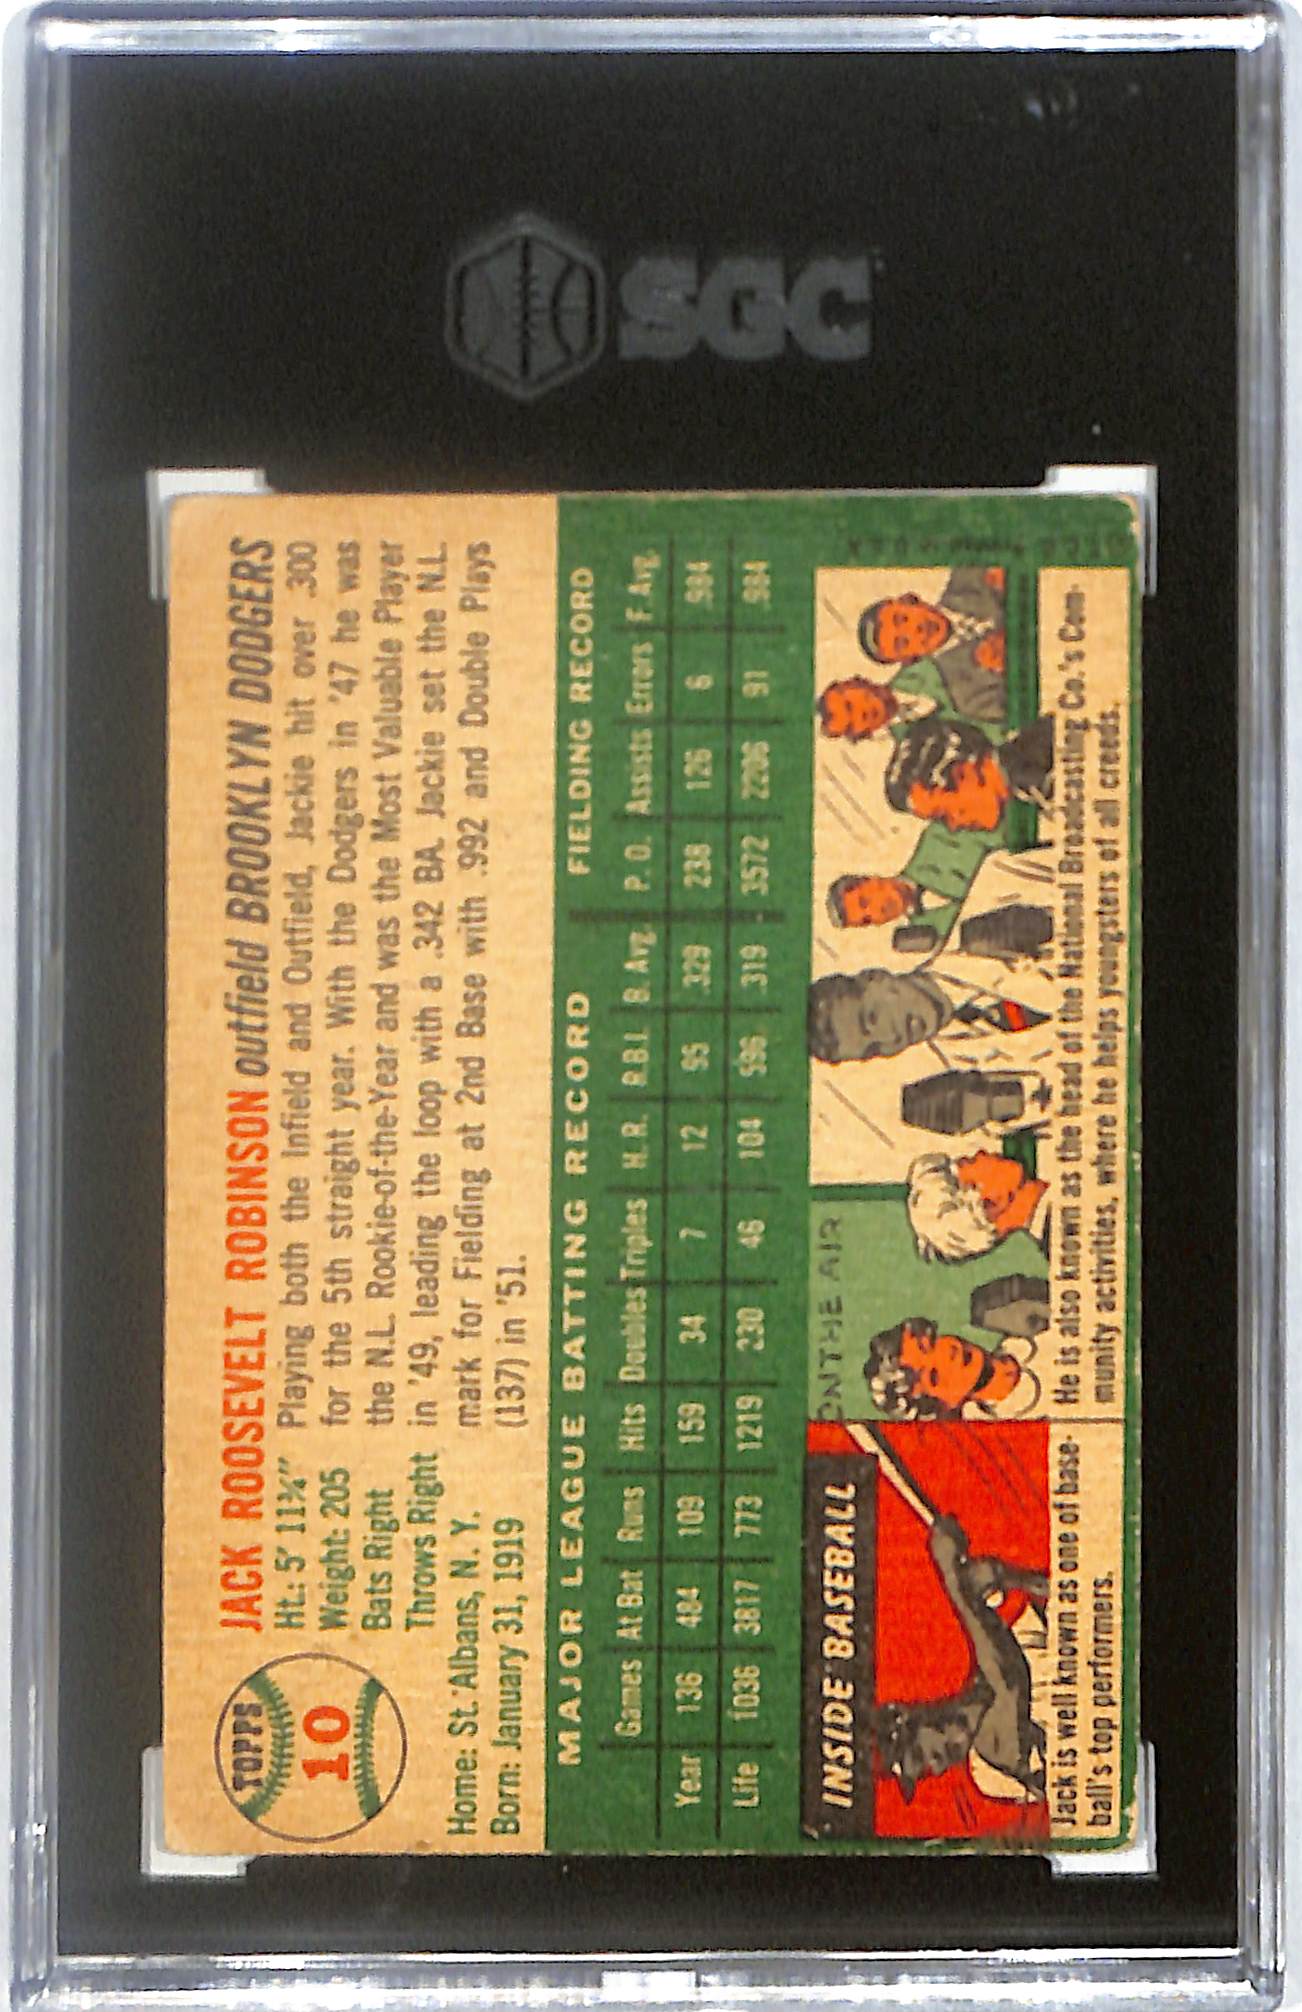 SGC
TOPPS
10
JACK ROOSEVELT ROBINSON outfield BROOKLYN DODGERS
Ht.: 5' 11¾"
Weight: 205
Bats Right
Throws Right
Home: St. Albans, N. Y.
Born: January 31, 1919
Playing both the Infield and Outfield, Jackie hit over .300
for the 5th straight year. With the Dodgers in '47 he was
the N.L. Rookie-of-the-Year and was the Most Valuable Player
in '49, leading the loop with a .342 BA. Jackie set the N.L.
mark for Fielding at 2nd Base with .992 and Double Plays
(137) in '51.
MAJOR LEAGUE BATTING RECORD FIELDING RECORD
Games At Bat Runs Hits Doubles Triples H.R. R.B.I. B. Avg. P.O. Assists Errors F. Avg.
Year 136 484 109 159 34 7 12 95 .329 238 126 6 .984
Life 1036 3817 773 1219 230 46 104 596 .319 3572 2206 91 .984
INSIDE BASEBALL
ON THE AIR
Jack is well known as one of base-
ball's top performers.
He is also known as the head of the National Broadcasting Co.'s Com-
munity activities, where he helps youngsters of all creeds.